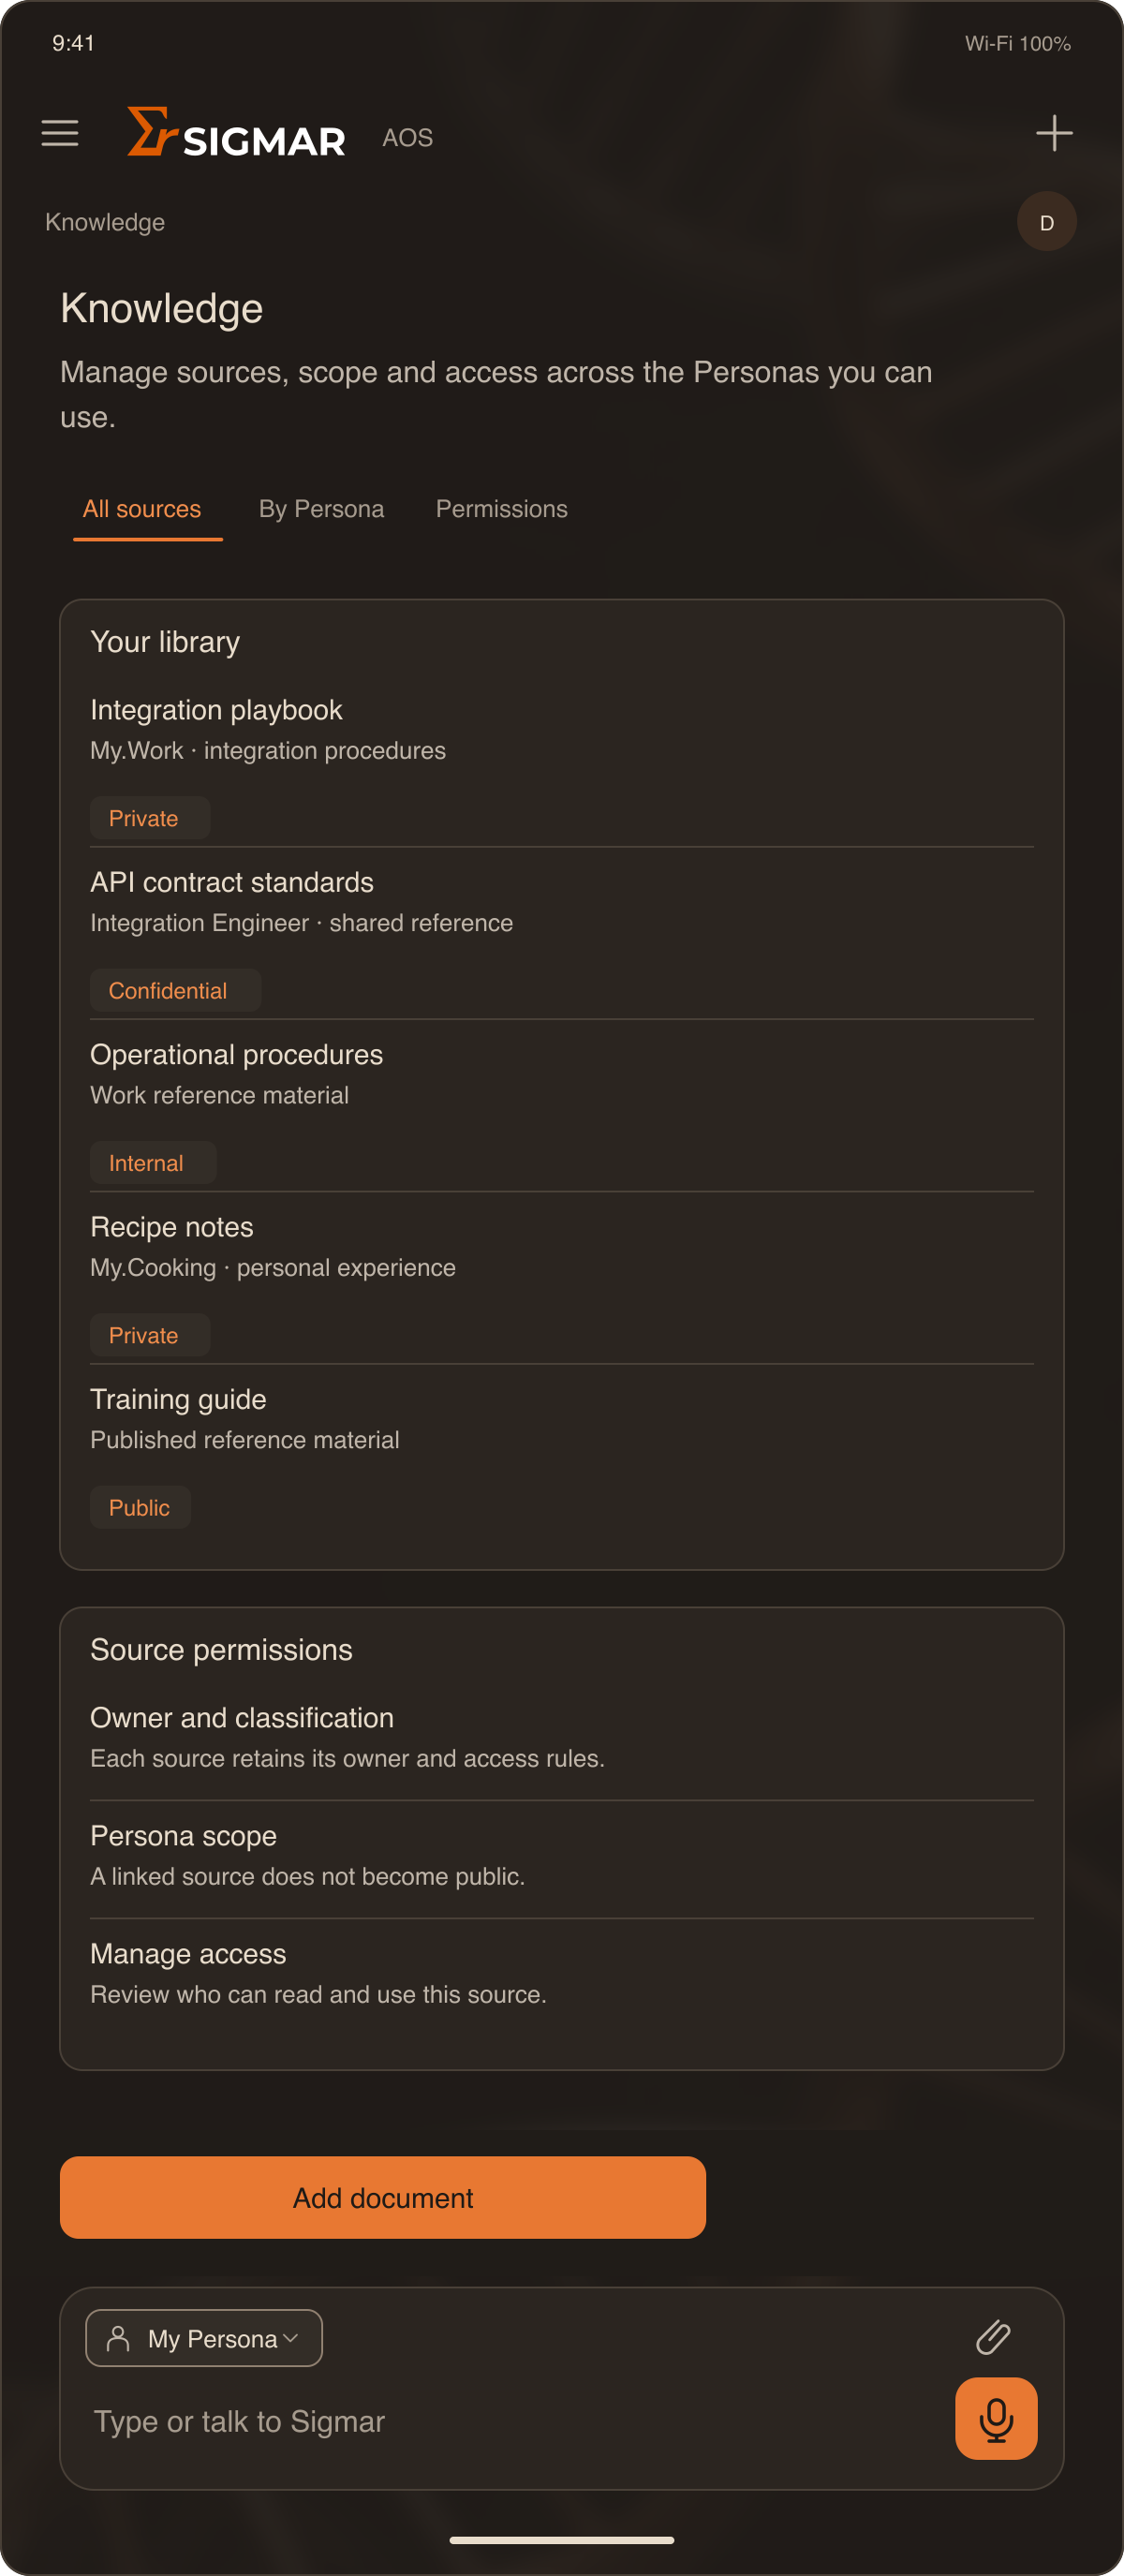 9:41
Wi-Fi 100%
Σr SIGMAR AOS
Knowledge
D
Knowledge
Manage sources, scope and access across the Personas you can
use.
All sources
By Persona
Permissions
Your library
Integration playbook
My.Work · integration procedures
Private
API contract standards
Integration Engineer · shared reference
Confidential
Operational procedures
Work reference material
Internal
Recipe notes
My.Cooking · personal experience
Private
Training guide
Published reference material
Public
Source permissions
Owner and classification
Each source retains its owner and access rules.
Persona scope
A linked source does not become public.
Manage access
Review who can read and use this source.
Add document
My Persona
Type or talk to Sigmar